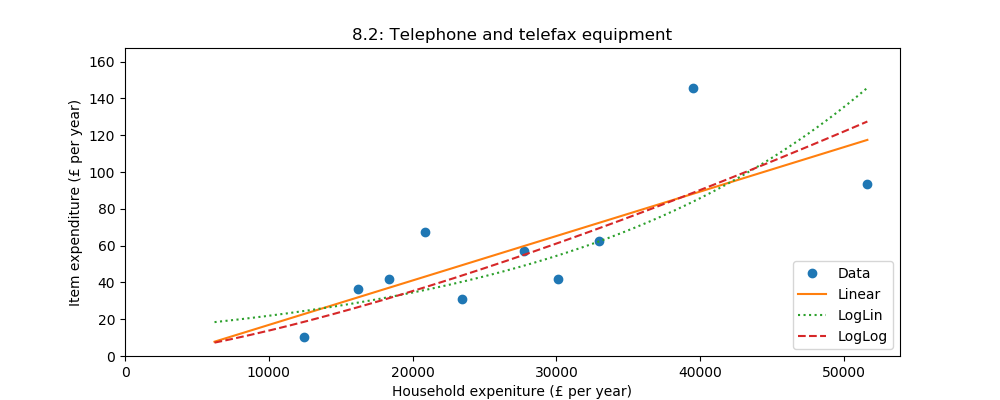 8.2: Telephone and telefax equipment
Item expenditure (£ per year)
160
140
120
100
80
60
40
20
0
0 10000 20000 30000 40000 50000
Household expeniture (£ per year)
Data
Linear
LogLin
LogLog